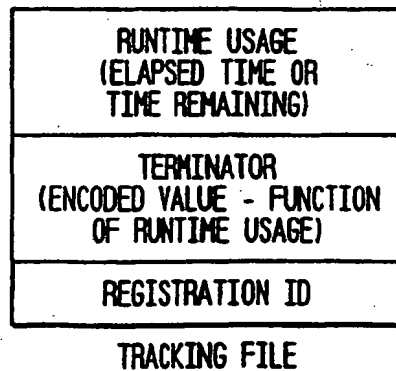 RUNTIME USAGE
(ELAPSED TIME OR
TIME REMAINING)
TERMINATOR
(ENCODED VALUE - FUNCTION
OF RUNTIME USAGE)
REGISTRATION ID
TRACKING FILE